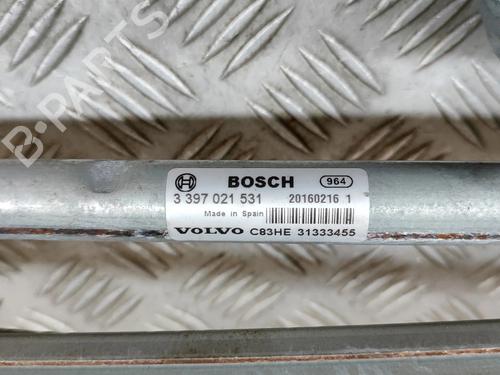 B-PARTS
BOSCH 964
3 397 021 531 20160216 1
Made in Spain
VOLVO C83HE 31333455